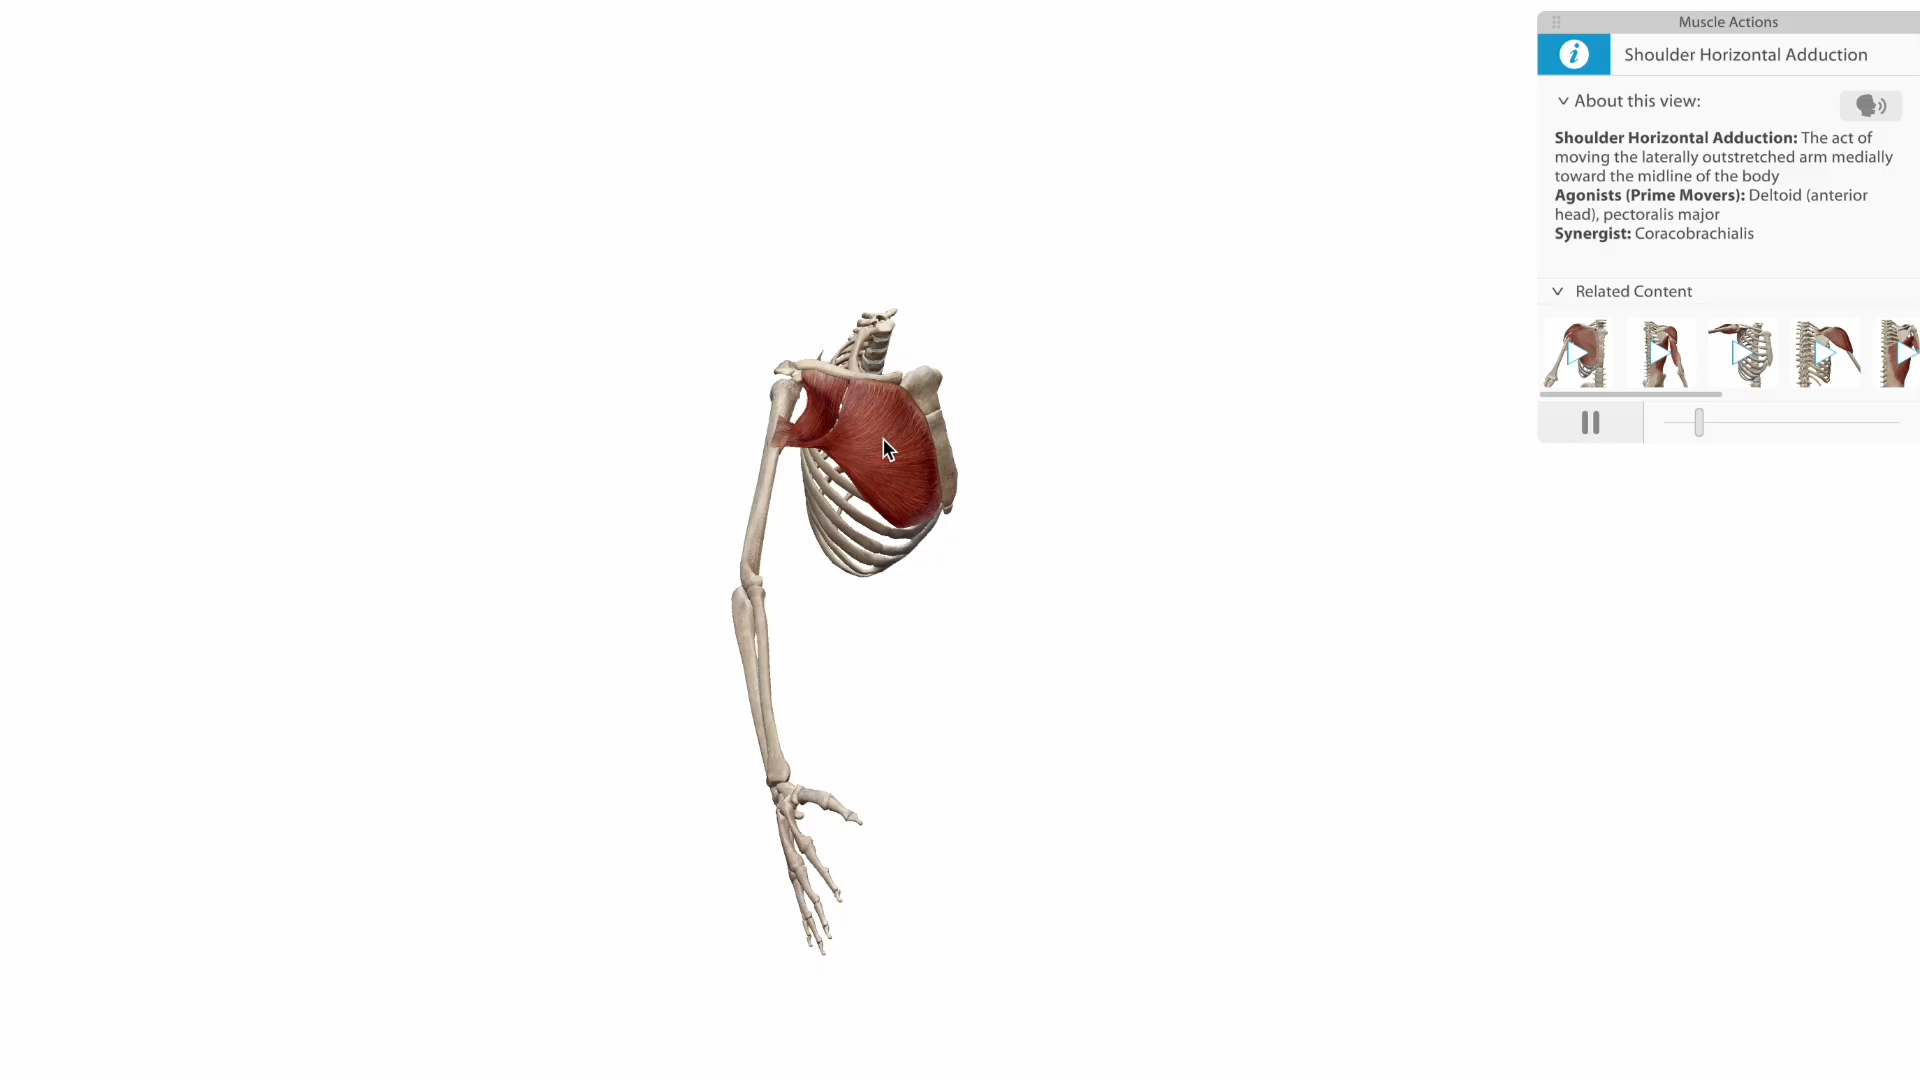 Muscle Actions
i
Shoulder Horizontal Adduction
About this view:
Shoulder Horizontal Adduction: The act of
moving the laterally outstretched arm medially
toward the midline of the body
Agonists (Prime Movers): Deltoid (anterior
head), pectoralis major
Synergist: Coracobrachialis
Related Content